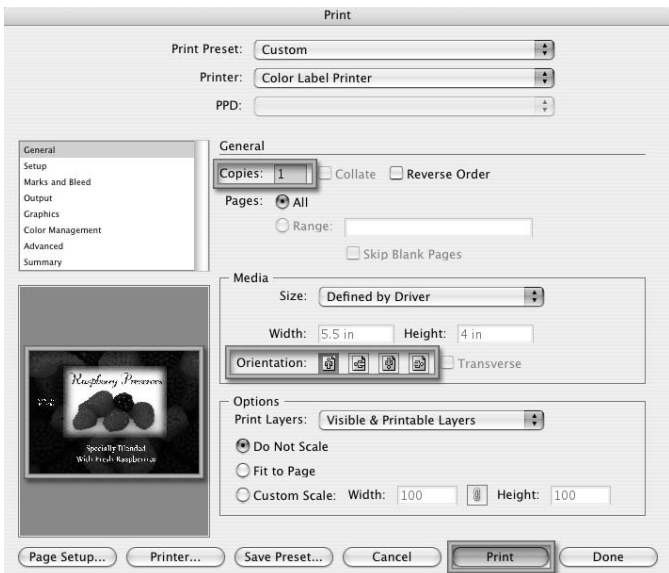 Print
Print Preset: Custom
Printer: Color Label Printer
PPD:
General
Setup
Marks and Bleed
Output
Graphics
Color Management
Advanced
Summary
General
Copies: 1 Collate Reverse Order
Pages: All
Range:
Skip Blank Pages
Media
Size: Defined by Driver
Width: 5.5 in Height: 4 in
Orientation: Transverse
Options
Print Layers: Visible & Printable Layers
Do Not Scale
Fit to Page
Custom Scale: Width: 100 Height: 100
Raspberry Preserves
Specially Blended
With Fresh Raspberries
Page Setup... Printer... Save Preset... Cancel Print Done